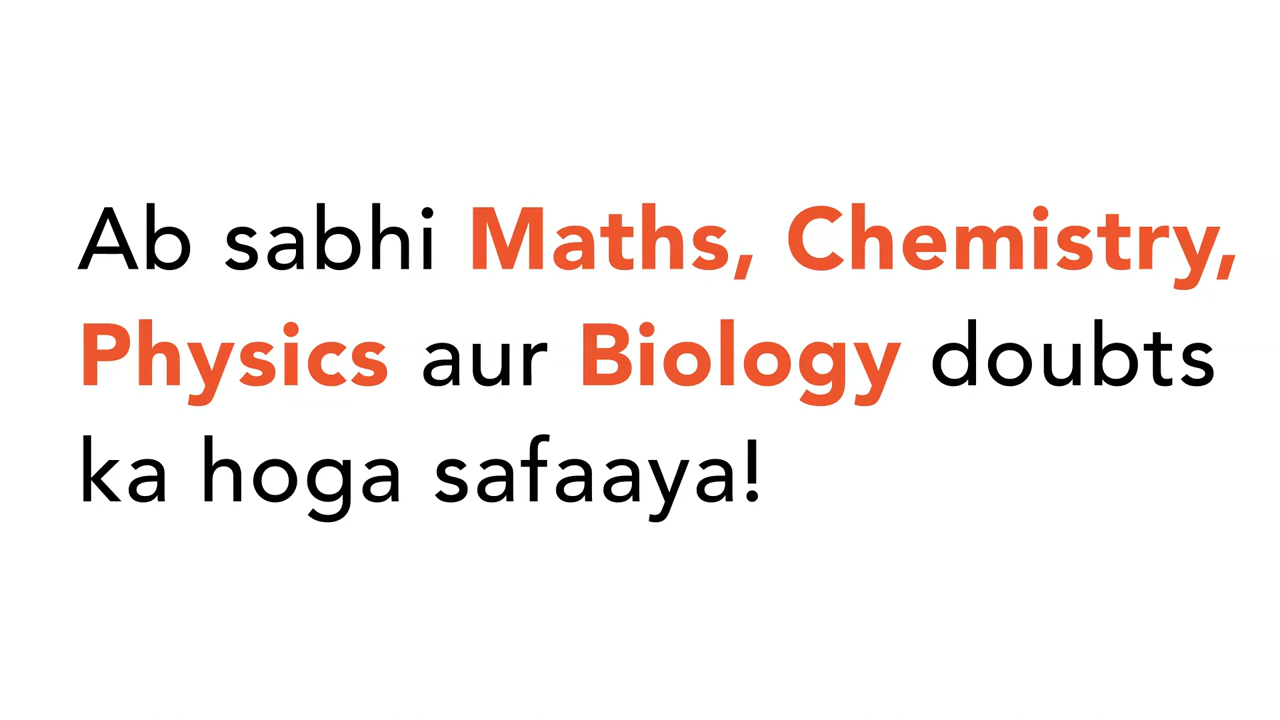 Ab sabhi Maths, Chemistry,
Physics aur Biology doubts
ka hoga safaaya!